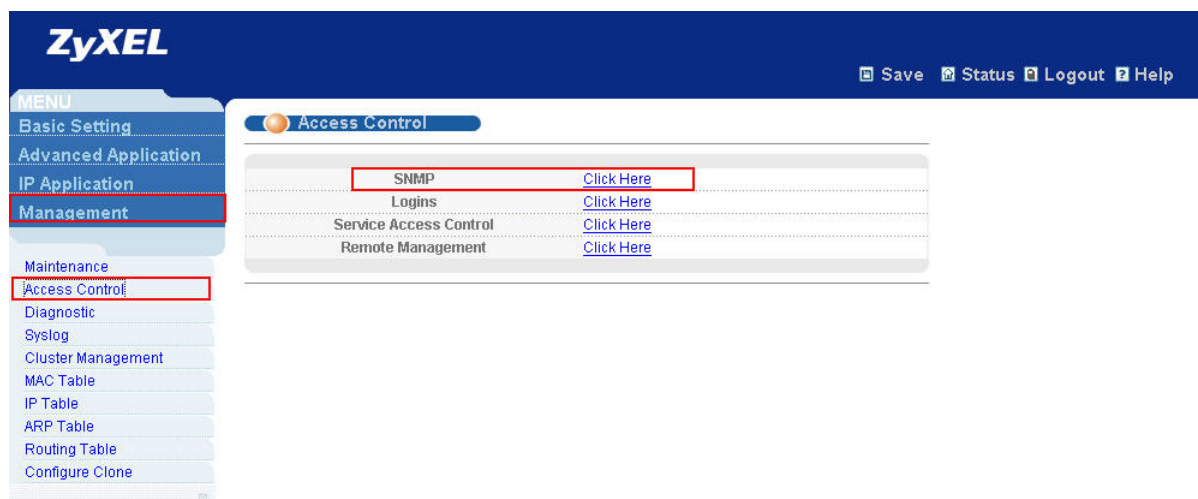 ZyXEL
Save Status Logout Help
MENU
Basic Setting
Advanced Application
IP Application
Management
Maintenance
Access Control
Diagnostic
Syslog
Cluster Management
MAC Table
IP Table
ARP Table
Routing Table
Configure Clone
Access Control
SNMP Click Here
Logins Click Here
Service Access Control Click Here
Remote Management Click Here